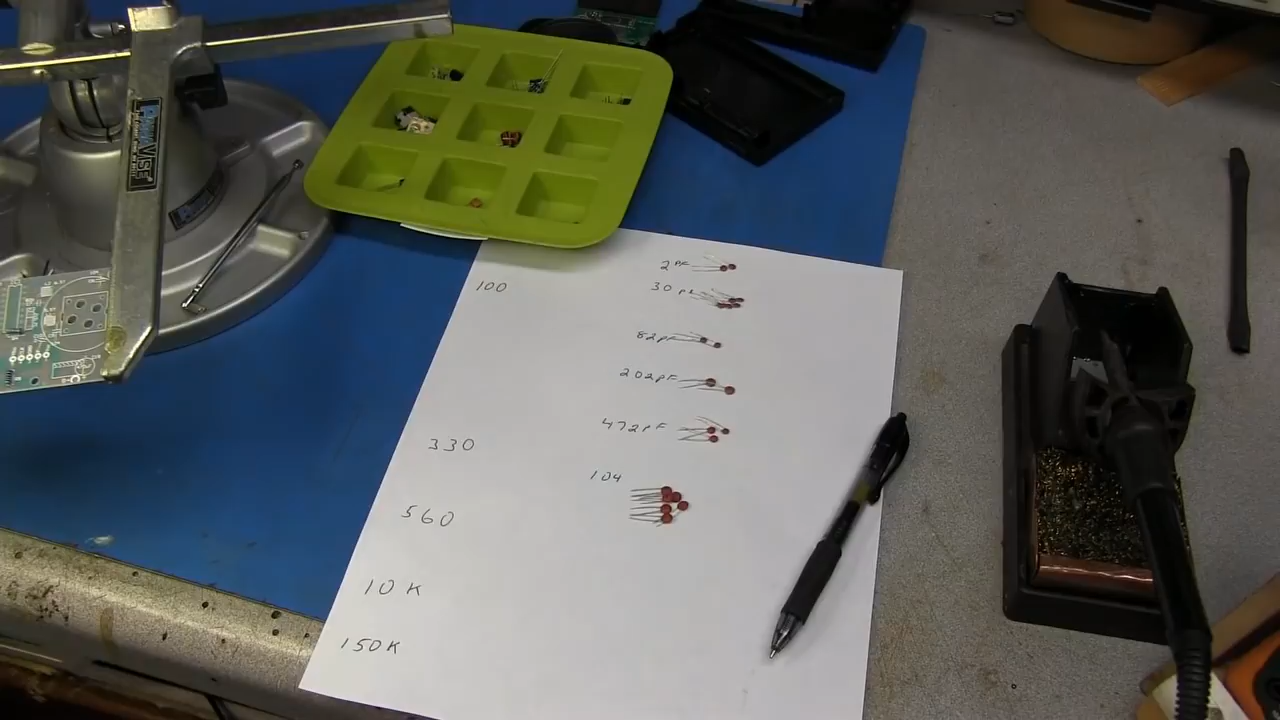 PanaVise
100
330
560
10K
150K
2PF
30PF
82PF
202PF
472PF
104